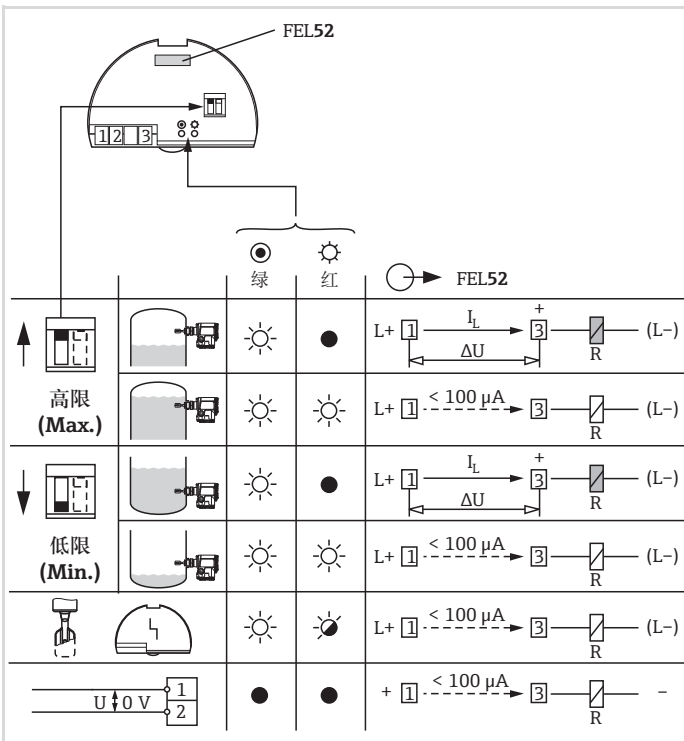 FEL52
1 2 3
绿 红 FEL52
高限
(Max.)
L+ 1 I_L + 3 R (L–)
ΔU
L+ 1 < 100 μA 3 R (L–)
低限
(Min.)
L+ 1 I_L + 3 R (L–)
ΔU
L+ 1 < 100 μA 3 R (L–)
L+ 1 < 100 μA 3 R (L–)
U 0 V 1
2
+ 1 < 100 μA 3 R –